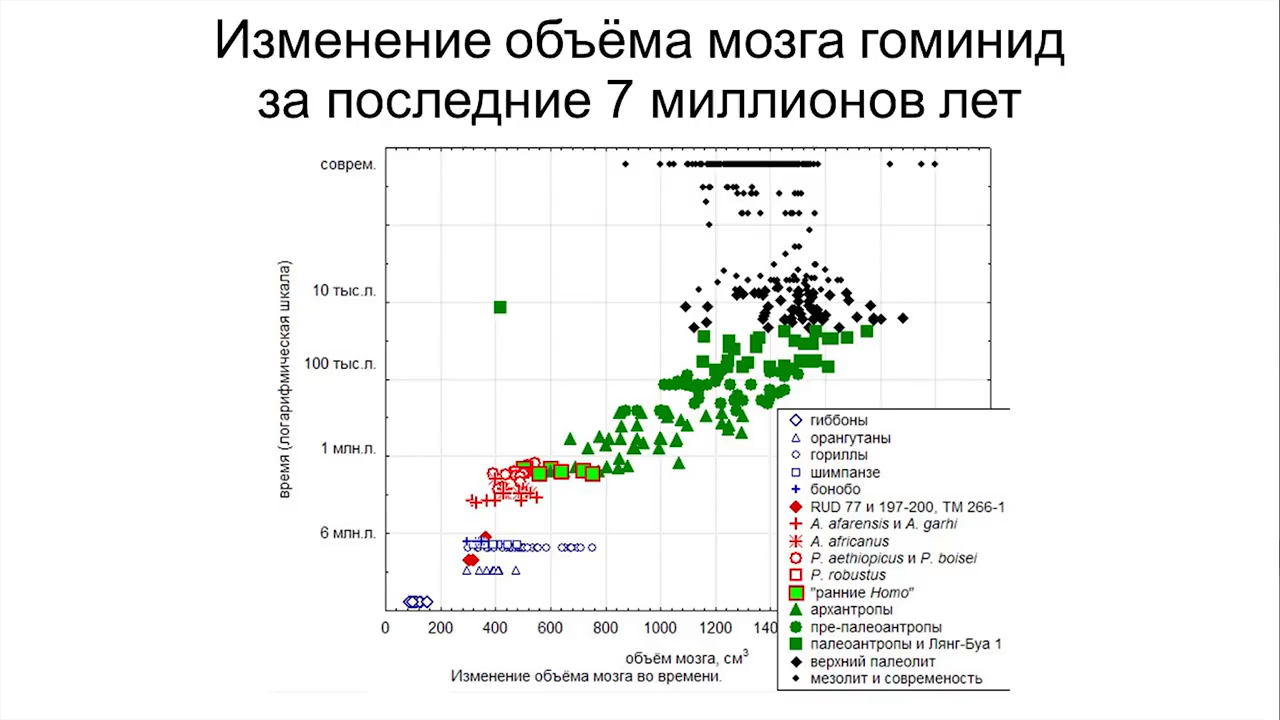 Изменение объёма мозга гоминид
за последние 7 миллионов лет
соврем.
10 тыс.л.
100 тыс.л.
1 млн.л.
6 млн.л.
время (логарифмическая шкала)
0 200 400 600 800 1000 1200 140
объём мозга, см³
Изменение объёма мозга во времени.
гиббоны
орангутаны
гориллы
шимпанзе
бонобо
RUD 77 и 197-200, TM 266-1
A. afarensis и A. garhi
A. africanus
P. aethiopicus и P. boisei
P. robustus
"ранние Homo"
архантропы
пре-палеоантропы
палеоантропы и Лянг-Буа 1
верхний палеолит
мезолит и современость